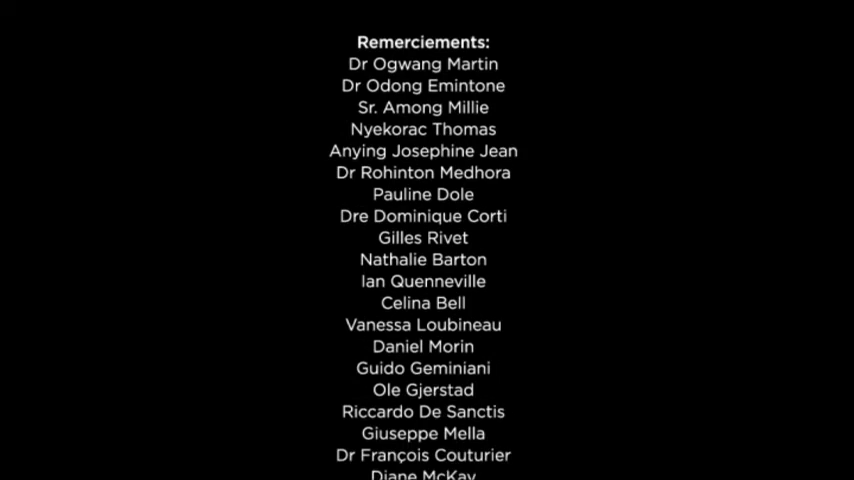 Remerciements:
Dr Ogwang Martin
Dr Odong Emintone
Sr. Among Millie
Nyekorac Thomas
Anying Josephine Jean
Dr Rohinton Medhora
Pauline Dole
Dre Dominique Corti
Gilles Rivet
Nathalie Barton
Ian Quenneville
Celina Bell
Vanessa Loubineau
Daniel Morin
Guido Geminiani
Ole Gjerstad
Riccardo De Sanctis
Giuseppe Mella
Dr François Couturier
Diane McKay